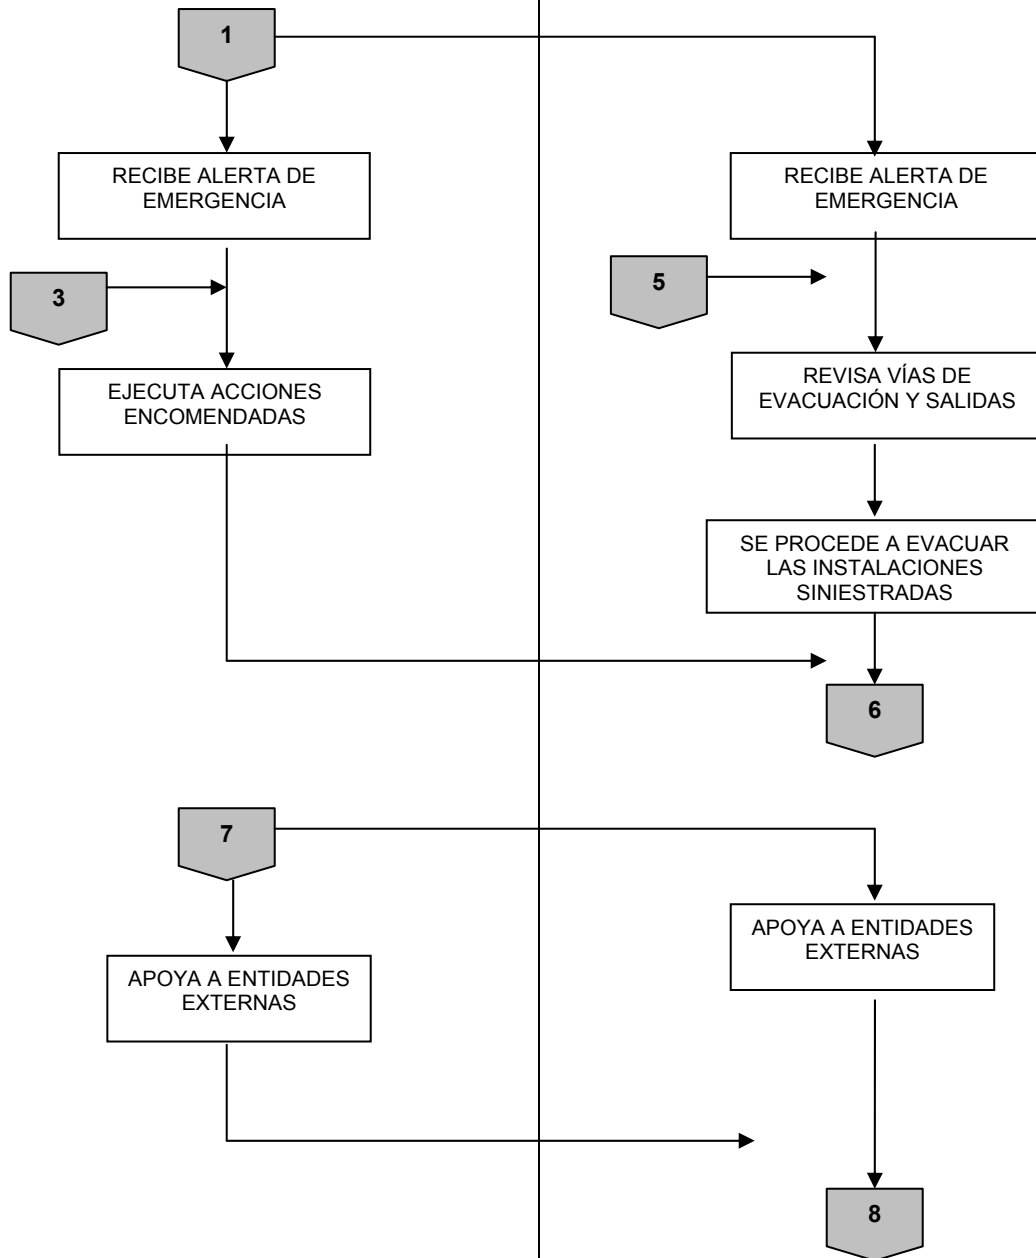 1
RECIBE ALERTA DE
EMERGENCIA
RECIBE ALERTA DE
EMERGENCIA
3
5
EJECUTA ACCIONES
ENCOMENDADAS
REVISA VÍAS DE
EVACUACIÓN Y SALIDAS
SE PROCEDE A EVACUAR
LAS INSTALACIONES
SINIESTRADAS
6
7
APOYA A ENTIDADES
EXTERNAS
APOYA A ENTIDADES
EXTERNAS
8